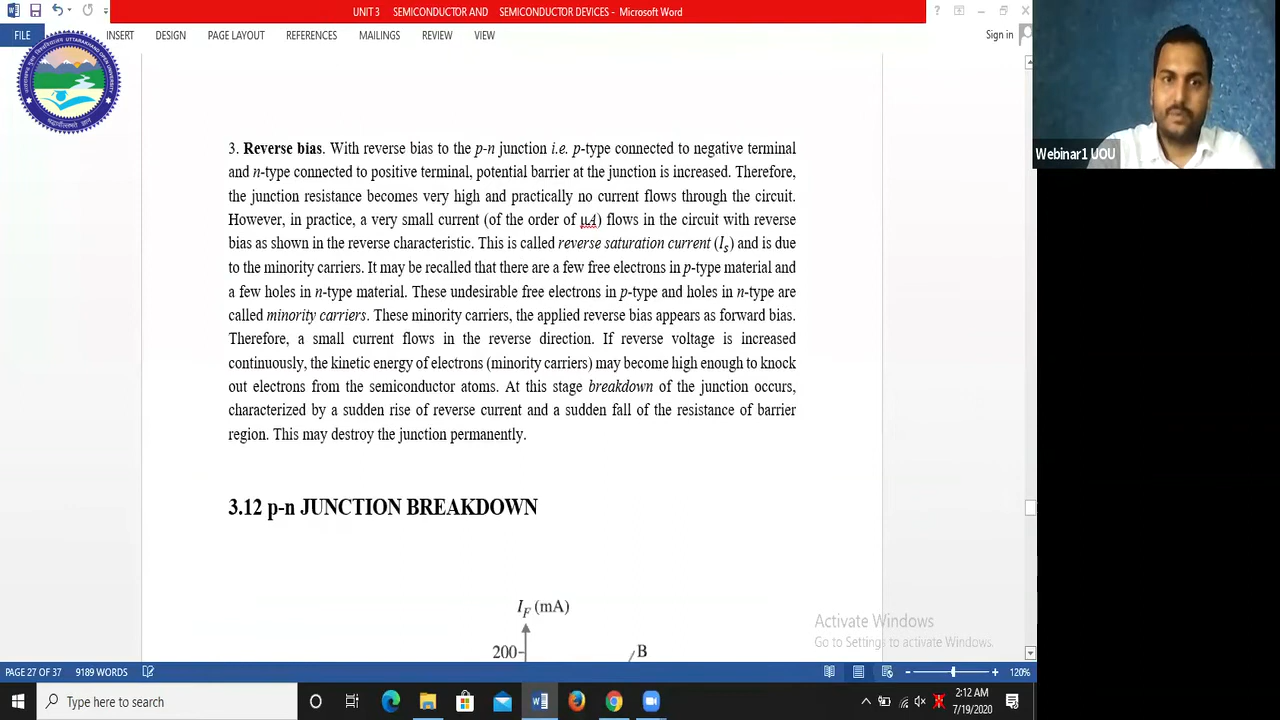 UNIT 3 SEMICONDUCTOR AND SEMICONDUCTOR DEVICES - Microsoft Word
FILE INSERT DESIGN PAGE LAYOUT REFERENCES MAILINGS REVIEW VIEW Sign in
3. Reverse bias. With reverse bias to the p-n junction i.e. p-type connected to negative terminal
and n-type connected to positive terminal, potential barrier at the junction is increased. Therefore,
the junction resistance becomes very high and practically no current flows through the circuit.
However, in practice, a very small current (of the order of μA) flows in the circuit with reverse
bias as shown in the reverse characteristic. This is called reverse saturation current (Is) and is due
to the minority carriers. It may be recalled that there are a few free electrons in p-type material and
a few holes in n-type material. These undesirable free electrons in p-type and holes in n-type are
called minority carriers. These minority carriers, the applied reverse bias appears as forward bias.
Therefore, a small current flows in the reverse direction. If reverse voltage is increased
continuously, the kinetic energy of electrons (minority carriers) may become high enough to knock
out electrons from the semiconductor atoms. At this stage breakdown of the junction occurs,
characterized by a sudden rise of reverse current and a sudden fall of the resistance of barrier
region. This may destroy the junction permanently.
3.12 p-n JUNCTION BREAKDOWN
IF (mA)
200
B
Webinar1 UOU
Activate Windows
Go to Settings to activate Windows.
PAGE 27 OF 37 9189 WORDS 120%
Type here to search
2:12 AM
7/19/2020